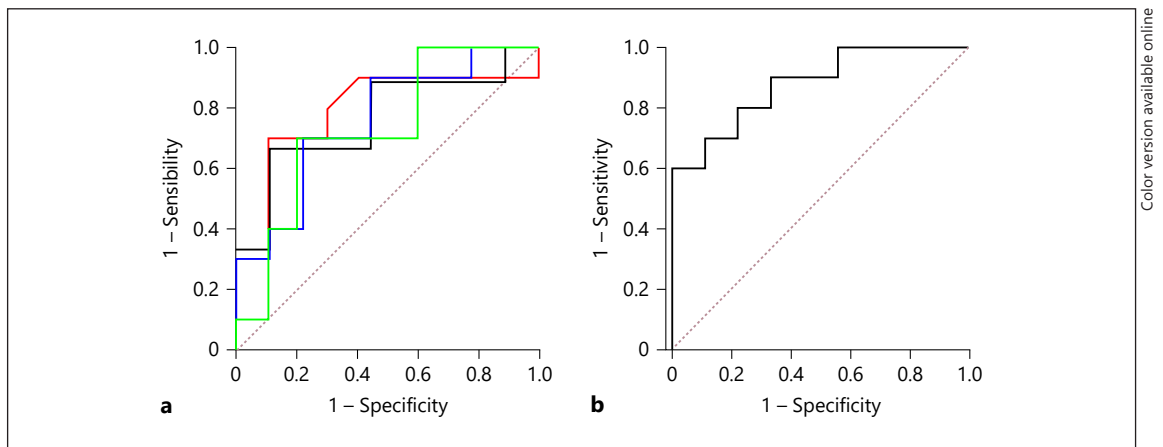 1.0
0.8
0.6
0.4
0.2
0
1 – Sensibility
0 0.2 0.4 0.6 0.8 1.0
1 – Specificity
a
1.0
0.8
0.6
0.4
0.2
0
1 – Sensitivity
0 0.2 0.4 0.6 0.8 1.0
1 – Specificity
b
Color version available online